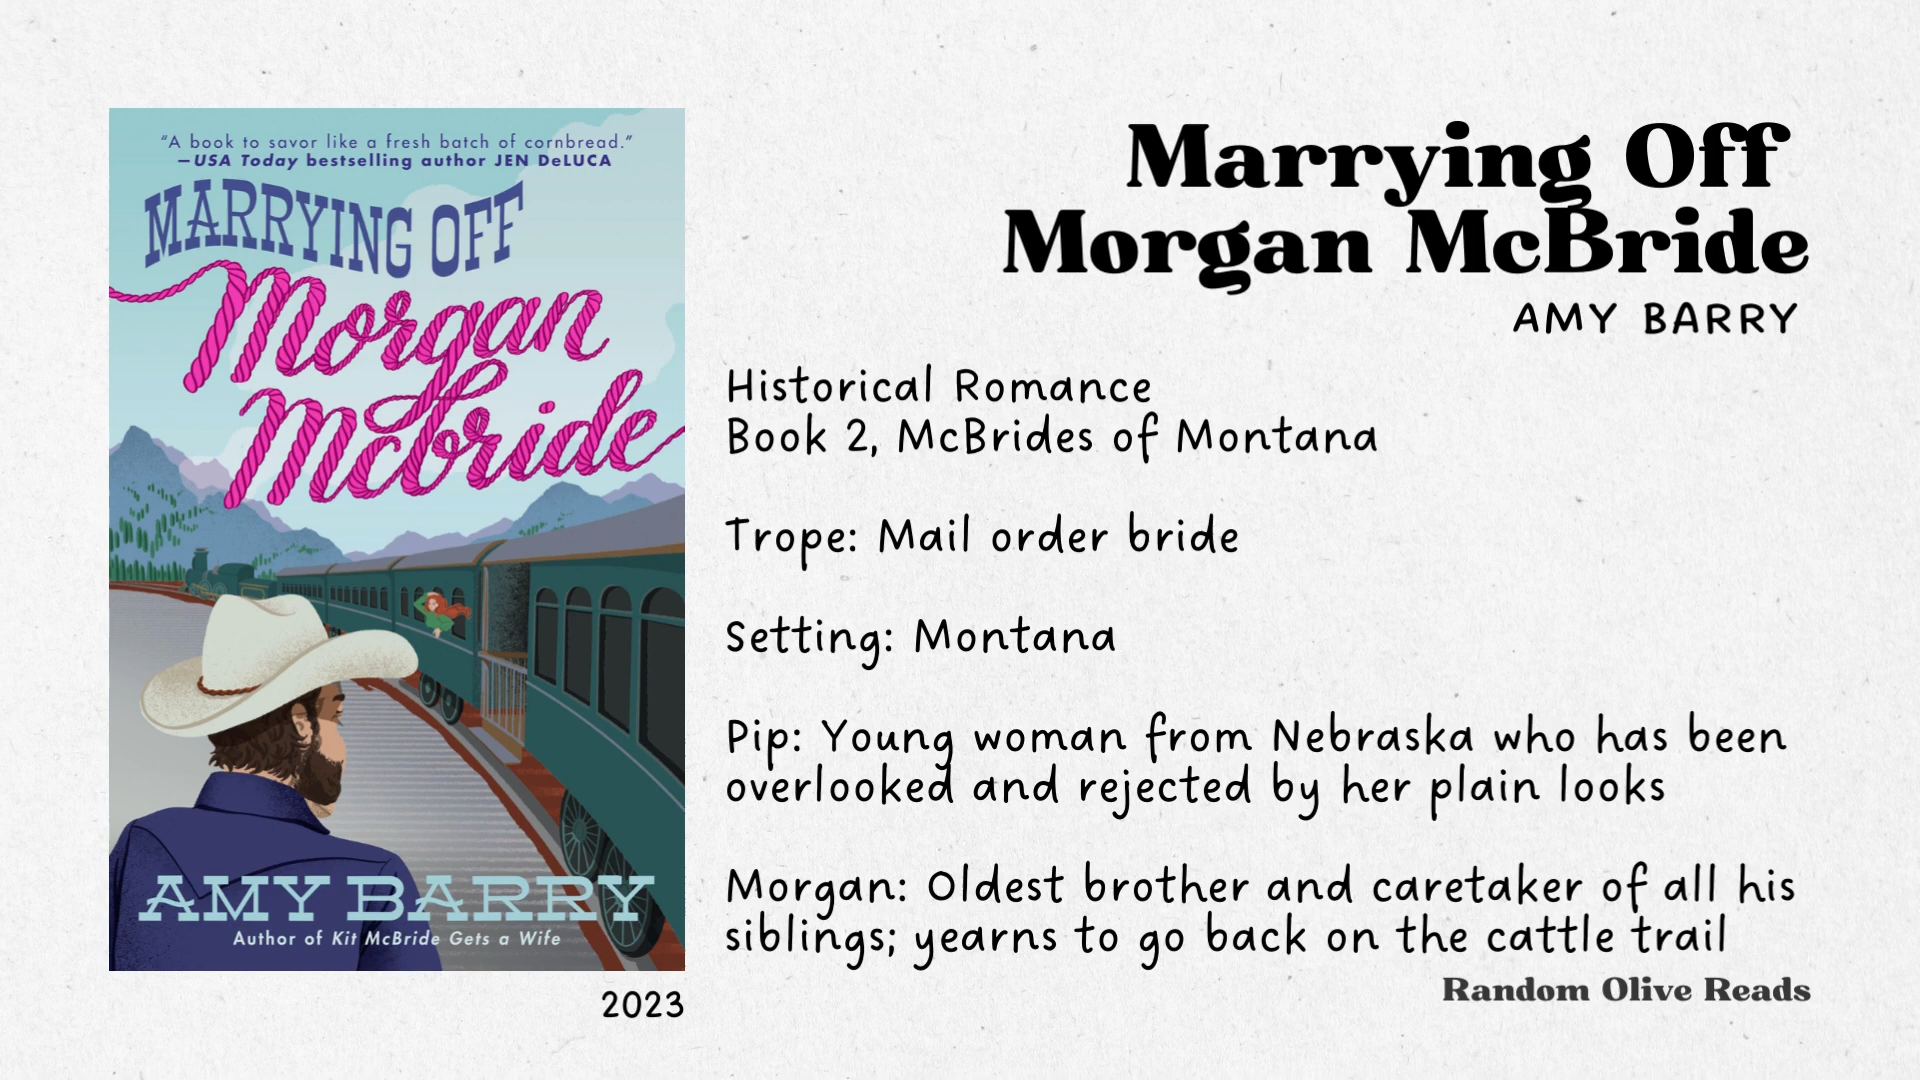 “A book to savor like a fresh batch of cornbread.”
—USA Today bestselling author JEN DeLUCA
MARRYING OFF
Morgan
McBride
AMY BARRY
Author of Kit McBride Gets a Wife
2023
Marrying Off
Morgan McBride
AMY BARRY
Historical Romance
Book 2, McBrides of Montana
Trope: Mail order bride
Setting: Montana
Pip: Young woman from Nebraska who has been
overlooked and rejected by her plain looks
Morgan: Oldest brother and caretaker of all his
siblings; yearns to go back on the cattle trail
Random Olive Reads